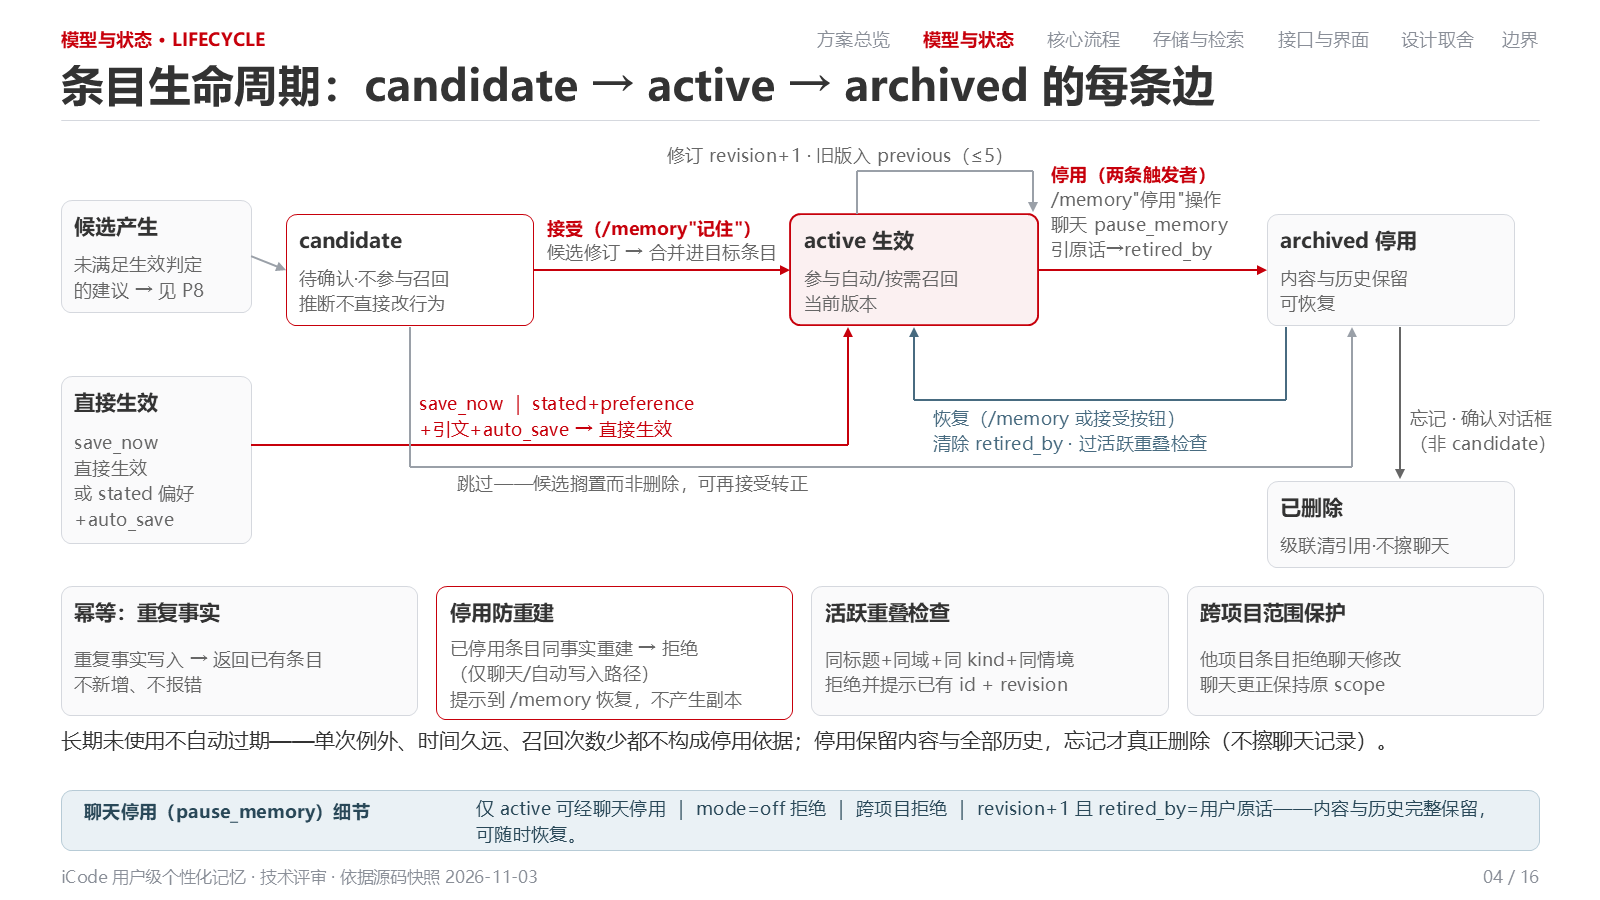 模型与状态 · LIFECYCLE
方案总览 模型与状态 核心流程 存储与检索 接口与界面 设计取舍 边界
条目生命周期：candidate → active → archived 的每条边
修订 revision+1 · 旧版入 previous（≤5）
停用（两条触发者）
/memory"停用"操作
聊天 pause_memory
引原话→retired_by
候选产生
未满足生效判定
的建议 → 见 P8
candidate
待确认·不参与召回
推断不直接改行为
接受（/memory"记住"）
候选修订 → 合并进目标条目
active 生效
参与自动/按需召回
当前版本
archived 停用
内容与历史保留
可恢复
直接生效
save_now
直接生效
或 stated 偏好
+auto_save
save_now ｜ stated+preference
+引文+auto_save → 直接生效
恢复（/memory 或接受按钮）
清除 retired_by · 过活跃重叠检查
忘记 · 确认对话框
（非 candidate）
跳过——候选搁置而非删除，可再接受转正
已删除
级联清引用·不擦聊天
幂等：重复事实
重复事实写入 → 返回已有条目
不新增、不报错
停用防重建
已停用条目同事实重建 → 拒绝
（仅聊天/自动写入路径）
提示到 /memory 恢复，不产生副本
活跃重叠检查
同标题+同域+同 kind+同情境
拒绝并提示已有 id + revision
跨项目范围保护
他项目条目拒绝聊天修改
聊天更正保持原 scope
长期未使用不自动过期——单次例外、时间久远、召回次数少都不构成停用依据；停用保留内容与全部历史，忘记才真正删除（不擦聊天记录）。
聊天停用（pause_memory）细节
仅 active 可经聊天停用 ｜ mode=off 拒绝 ｜ 跨项目拒绝 ｜ revision+1 且 retired_by=用户原话——内容与历史完整保留，
可随时恢复。
iCode 用户级个性化记忆 · 技术评审 · 依据源码快照 2026-11-03
04 / 16